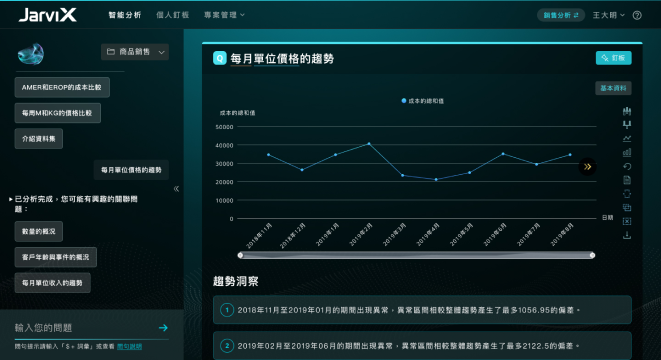 JarviX
智能分析 個人釘板 專案管理
銷售分析 王大明
商品銷售
AMER和EROP的成本比較
每周M和KG的價格比較
介紹資料集
每月單位價格的趨勢
已分析完成，您可能有興趣的關聯問
題：
數量的概況
客戶年齡與事件的概況
每月單位收入的趨勢
輸入您的問題
問句提示請輸入「$ + 詞彙」或查看 問句說明
Q 每月單位價格的趨勢
釘板
基本資料
成本的總和值
成本的總和值
50000
40000
30000
20000
10000
0
日期
2018年11月 2018年12月 2019年1月 2019年2月 2019年3月 2019年4月 2019年5月 2019年6月 2019年7月 2019年8月
趨勢洞察
1 2018年11月至2019年01月的期間出現異常，異常區間相較整體趨勢產生了最多1056.95的偏差。
2 2019年02月至2019年06月的期間出現異常，異常區間相較整體趨勢產生了最多2122.5的偏差。